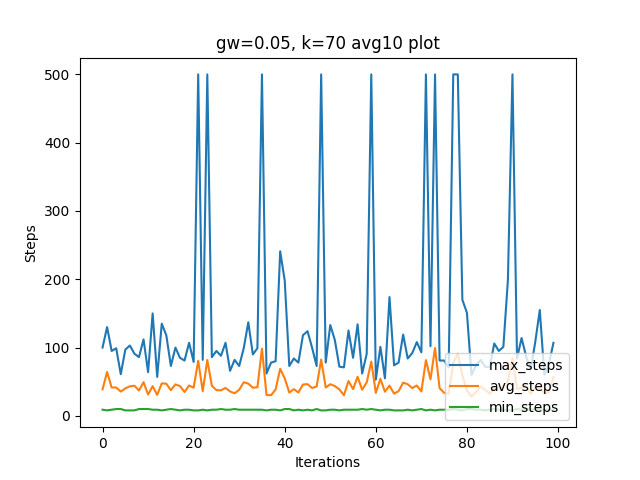 gw=0.05, k=70 avg10 plot
500
400
300
200
100
0
Steps
max_steps
avg_steps
min_steps
0 20 40 60 80 100
Iterations